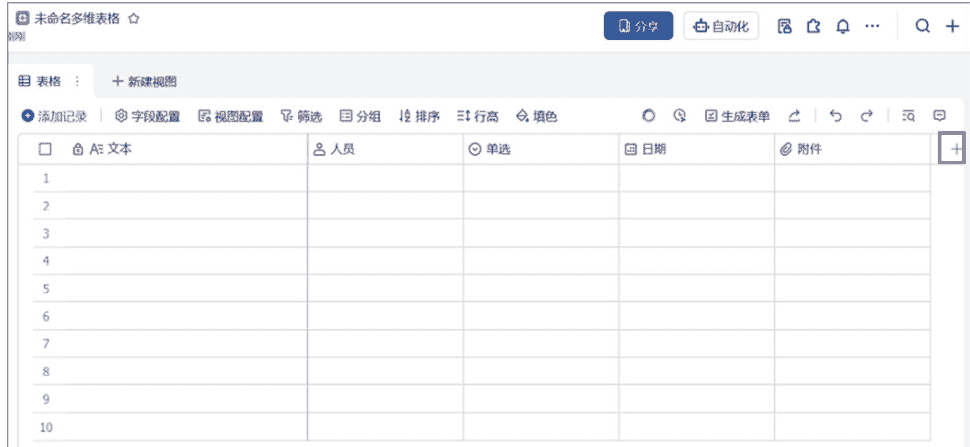 未命名多维表格
分享 自动化
表格 新建视图
添加记录 字段配置 视图配置 筛选 分组 排序 行高 填色 生成表单
文本 人员 单选 日期 附件
1
2
3
4
5
6
7
8
9
10